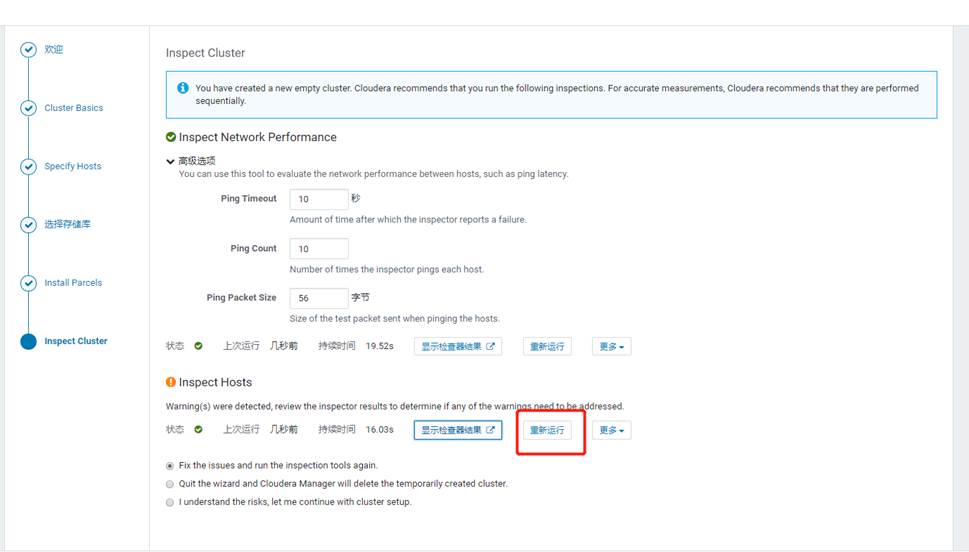 欢迎
Cluster Basics
Specify Hosts
选择存储库
Install Parcels
Inspect Cluster
Inspect Cluster
You have created a new empty cluster. Cloudera recommends that you run the following inspections. For accurate measurements, Cloudera recommends that they are performed
sequentially.
Inspect Network Performance
高级选项
You can use this tool to evaluate the network performance between hosts, such as ping latency.
Ping Timeout 10 秒
Amount of time after which the inspector reports a failure.
Ping Count 10
Number of times the inspector pings each host.
Ping Packet Size 56 字节
Size of the test packet sent when pinging the hosts.
状态 上次运行 几秒前 持续时间 19.52s 显示检查器结果 重新运行 更多
Inspect Hosts
Warning(s) were detected, review the inspector results to determine if any of the warnings need to be addressed.
状态 上次运行 几秒前 持续时间 16.03s 显示检查器结果 重新运行 更多
Fix the issues and run the inspection tools again.
Quit the wizard and Cloudera Manager will delete the temporarily created cluster.
I understand the risks, let me continue with cluster setup.